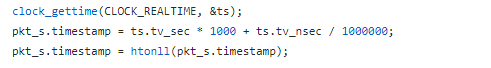 clock_gettime(CLOCK_REALTIME, &ts);
pkt_s.timestamp = ts.tv_sec * 1000 + ts.tv_nsec / 1000000;
pkt_s.timestamp = htonll(pkt_s.timestamp);